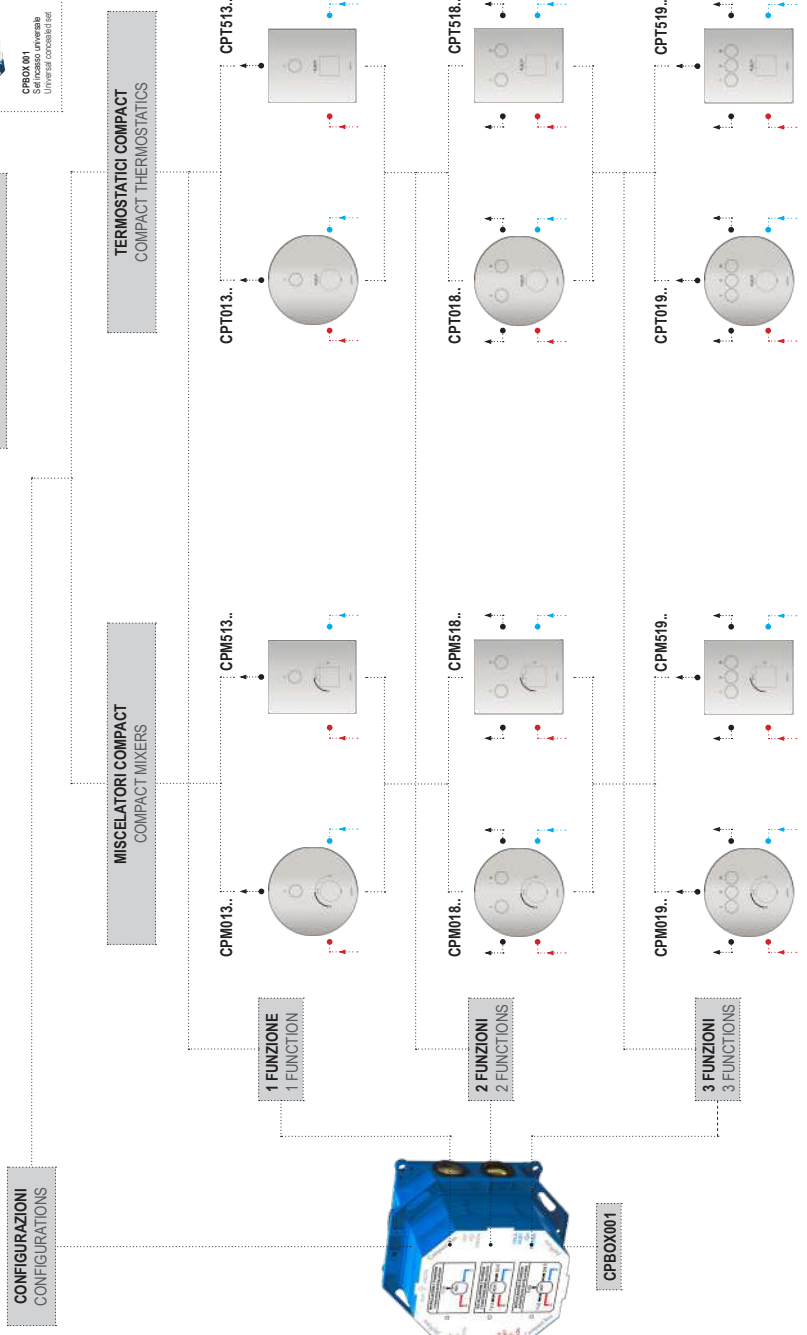 CONFIGURAZIONI
CONFIGURATIONS
CPBOX001
Set incasso universale
Universal concealed set
MISCELATORI COMPACT
COMPACT MIXERS
TERMOSTATICI COMPACT
COMPACT THERMOSTATICS
1 FUNZIONE
1 FUNCTION
CPM013..
CPM513..
CPT013..
CPT513..
2 FUNZIONI
2 FUNCTIONS
CPM018..
CPM518..
CPT018..
CPT518..
3 FUNZIONI
3 FUNCTIONS
CPM019..
CPM519..
CPT019..
CPT519..
CPBOX001